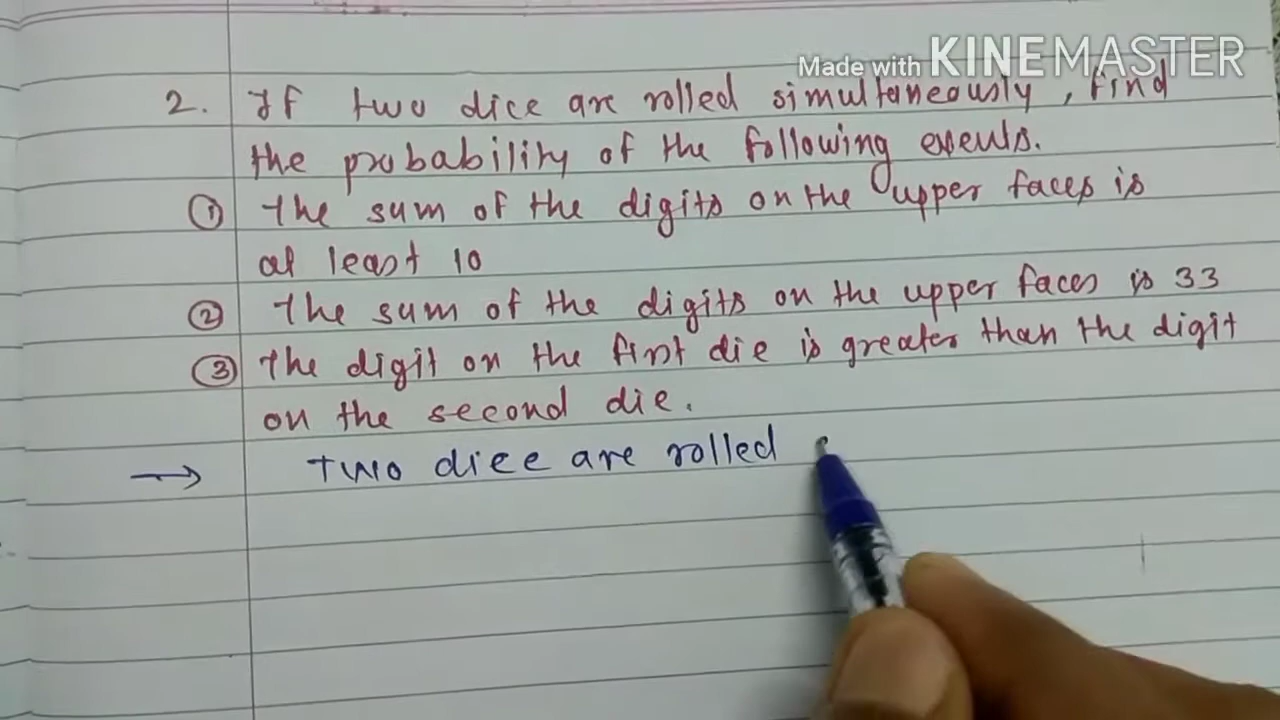 Made with KINEMASTER
2. If two dice are rolled simultaneously, find
the probability of the following events.
① The sum of the digits on the upper faces is
at least 10
② The sum of the digits on the upper faces is 33
③ The digit on the first die is greater than the digit
on the second die.
→ Two dice are rolled